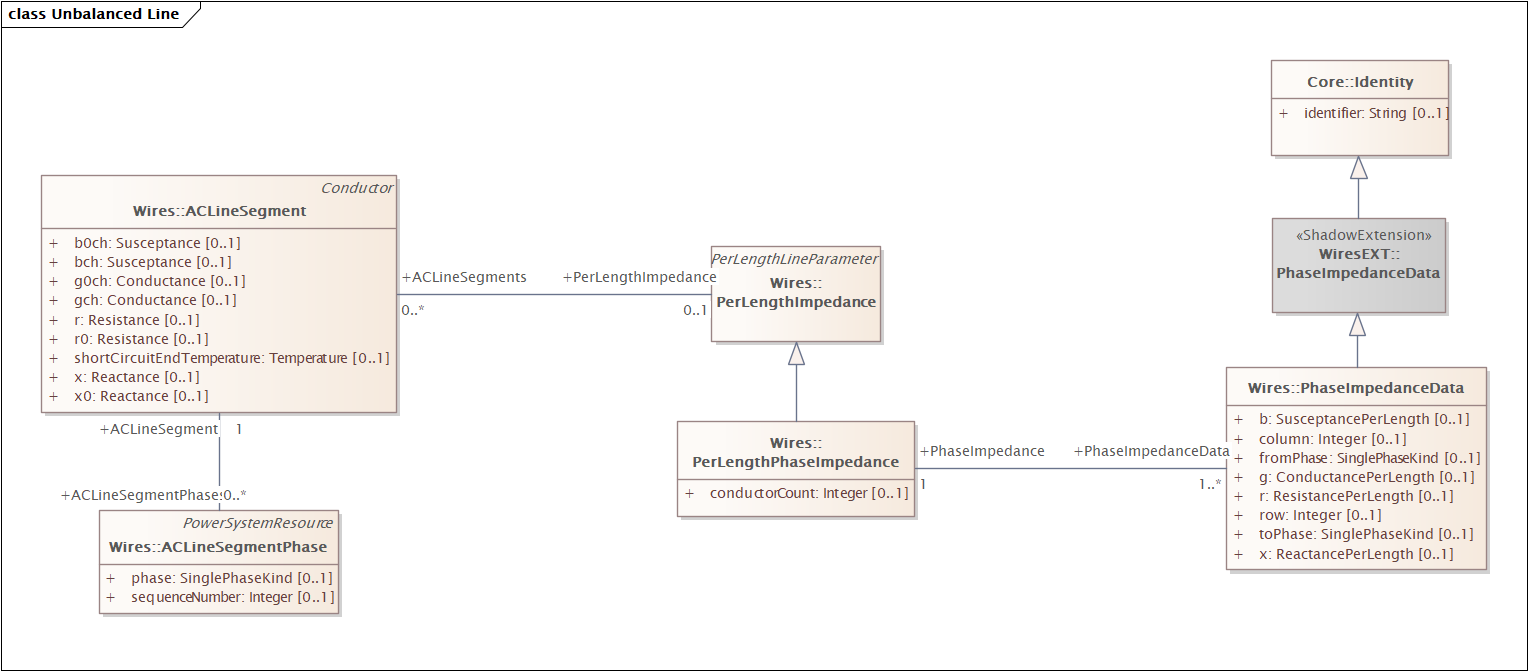 class Unbalanced Line
Core::Identity
+ identifier: String [0..1]
Conductor
Wires::ACLineSegment
+ b0ch: Susceptance [0..1]
+ bch: Susceptance [0..1]
+ g0ch: Conductance [0..1]
+ gch: Conductance [0..1]
+ r: Resistance [0..1]
+ r0: Resistance [0..1]
+ shortCircuitEndTemperature: Temperature [0..1]
+ x: Reactance [0..1]
+ x0: Reactance [0..1]
+ACLineSegments
0..*
+PerLengthImpedance
0..1
PerLengthLineParameter
Wires::
PerLengthImpedance
«ShadowExtension»
WiresEXT::
PhaseImpedanceData
+ACLineSegment 1
+ACLineSegmentPhases
0..*
PowerSystemResource
Wires::ACLineSegmentPhase
+ phase: SinglePhaseKind [0..1]
+ sequenceNumber: Integer [0..1]
Wires::
PerLengthPhaseImpedance
+ conductorCount: Integer [0..1]
+PhaseImpedance
1
+PhaseImpedanceData
1..*
Wires::PhaseImpedanceData
+ b: SusceptancePerLength [0..1]
+ column: Integer [0..1]
+ fromPhase: SinglePhaseKind [0..1]
+ g: ConductancePerLength [0..1]
+ r: ResistancePerLength [0..1]
+ row: Integer [0..1]
+ toPhase: SinglePhaseKind [0..1]
+ x: ReactancePerLength [0..1]